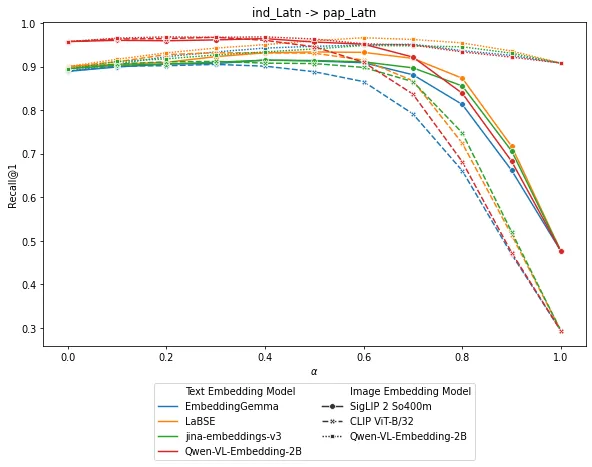 ind_Latn -> pap_Latn
Recall@1
1.0
0.9
0.8
0.7
0.6
0.5
0.4
0.3
0.0 0.2 0.4 0.6 0.8 1.0
α
Text Embedding Model
EmbeddingGemma
LaBSE
jina-embeddings-v3
Qwen-VL-Embedding-2B
Image Embedding Model
SigLIP 2 So400m
CLIP ViT-B/32
Qwen-VL-Embedding-2B